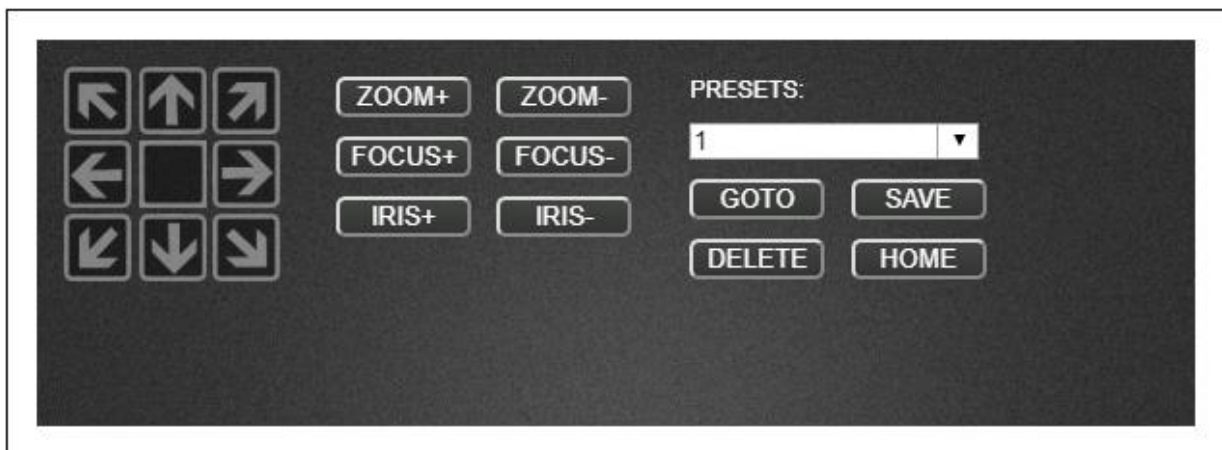 ZOOM+ ZOOM-
FOCUS+ FOCUS-
IRIS+ IRIS-
PRESETS:
1
GOTO SAVE
DELETE HOME